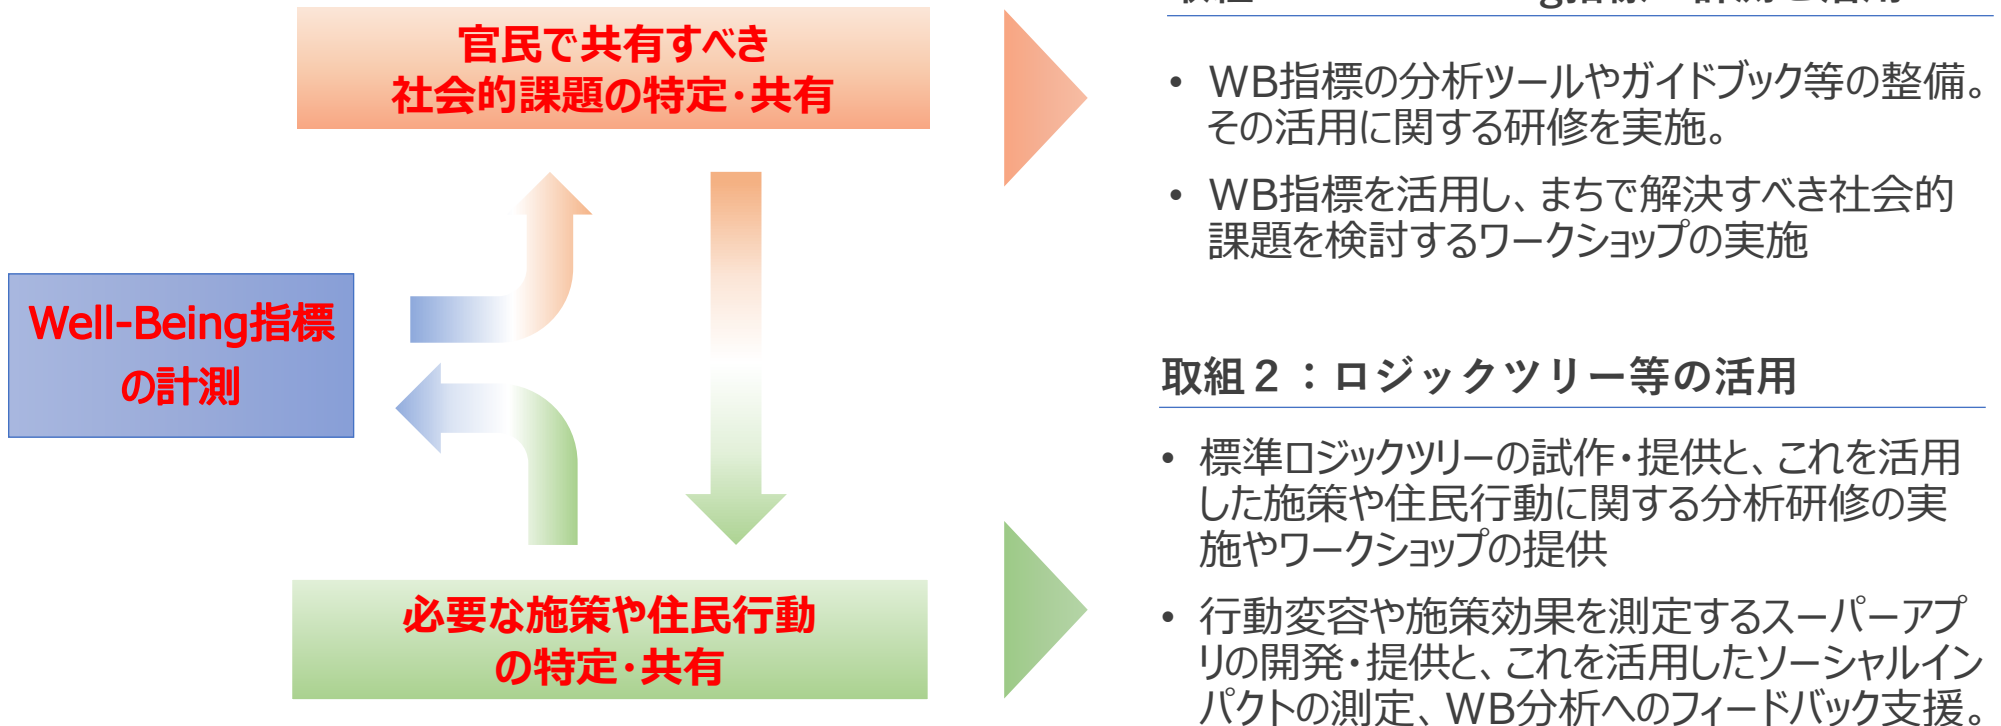 官民で共有すべき
社会的課題の特定・共有
Well-Being指標
の計測
必要な施策や住民行動
の特定・共有
• WB指標の分析ツールやガイドブック等の整備。
その活用に関する研修を実施。
• WB指標を活用し、まちで解決すべき社会的
課題を検討するワークショップの実施
取組２：ロジックツリー等の活用
• 標準ロジックツリーの試作・提供と、これを活用
した施策や住民行動に関する分析研修の実
施やワークショップの提供
• 行動変容や施策効果を測定するスーパーアプ
リの開発・提供と、これを活用したソーシャルイン
パクトの測定、WB分析へのフィードバック支援。